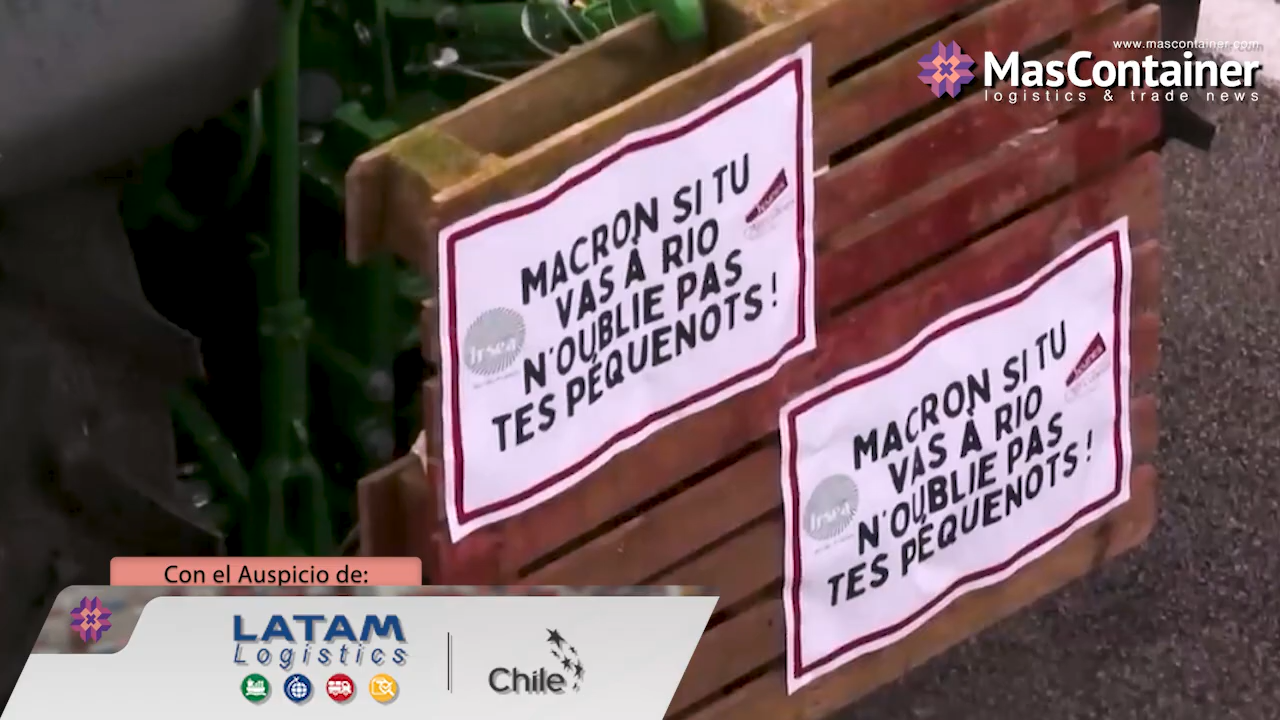 www.mascontainer.com
MasContainer
logistics & trade news
MACRON SI TU
VAS À RIO
N'OUBLIE PAS
TES PÉQUENOTS !
MACRON SI TU
VAS À RIO
N'OUBLIE PAS
TES PÉQUENOTS !
Con el Auspicio de:
LATAM
Logistics
Chile